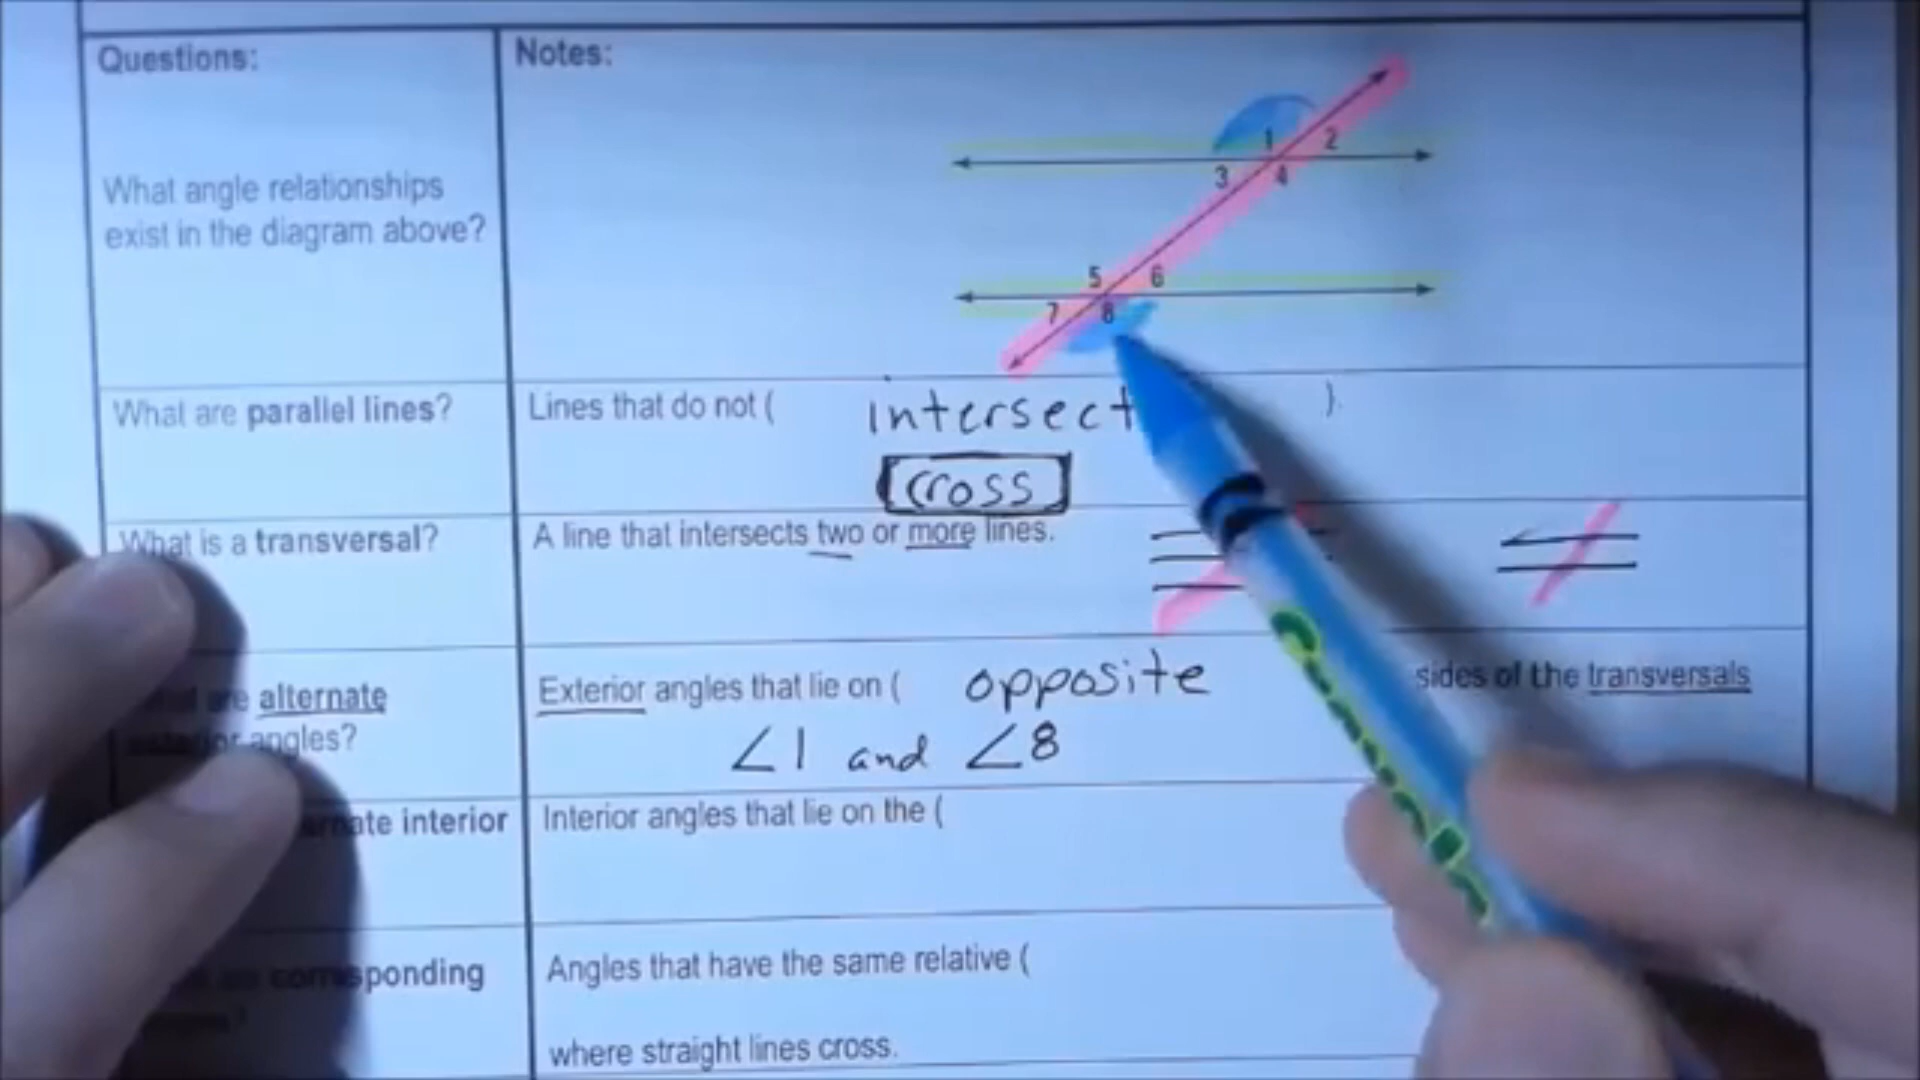 Questions:
Notes:
1 2
3 4
5 6
7 8
What angle relationships
exist in the diagram above?
What are parallel lines?
Lines that do not ( intersect ).
cross
What is a transversal?
A line that intersects two or more lines.
are alternate
exterior angles?
Exterior angles that lie on ( opposite sides of the transversals
∠1 and ∠8
interior
Interior angles that lie on the (
corresponding
Angles that have the same relative (
where straight lines cross.